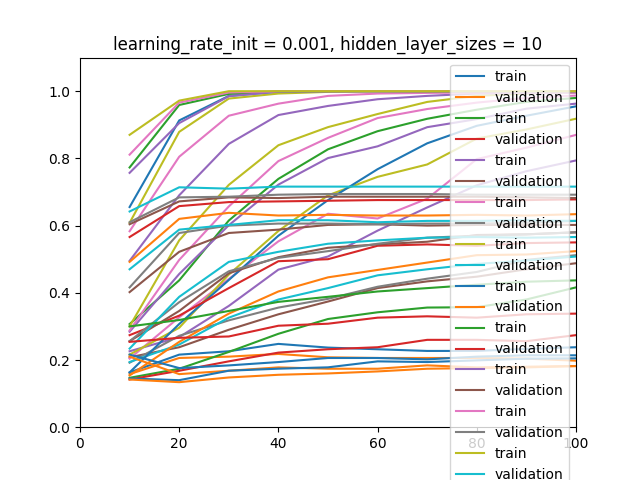 learning_rate_init = 0.001, hidden_layer_sizes = 10
1.0
0.8
0.6
0.4
0.2
0.0
0
20
40
60
80
100
train
validation
train
validation
train
validation
train
validation
train
validation
train
validation
train
validation
train
validation
train
validation
train
validation